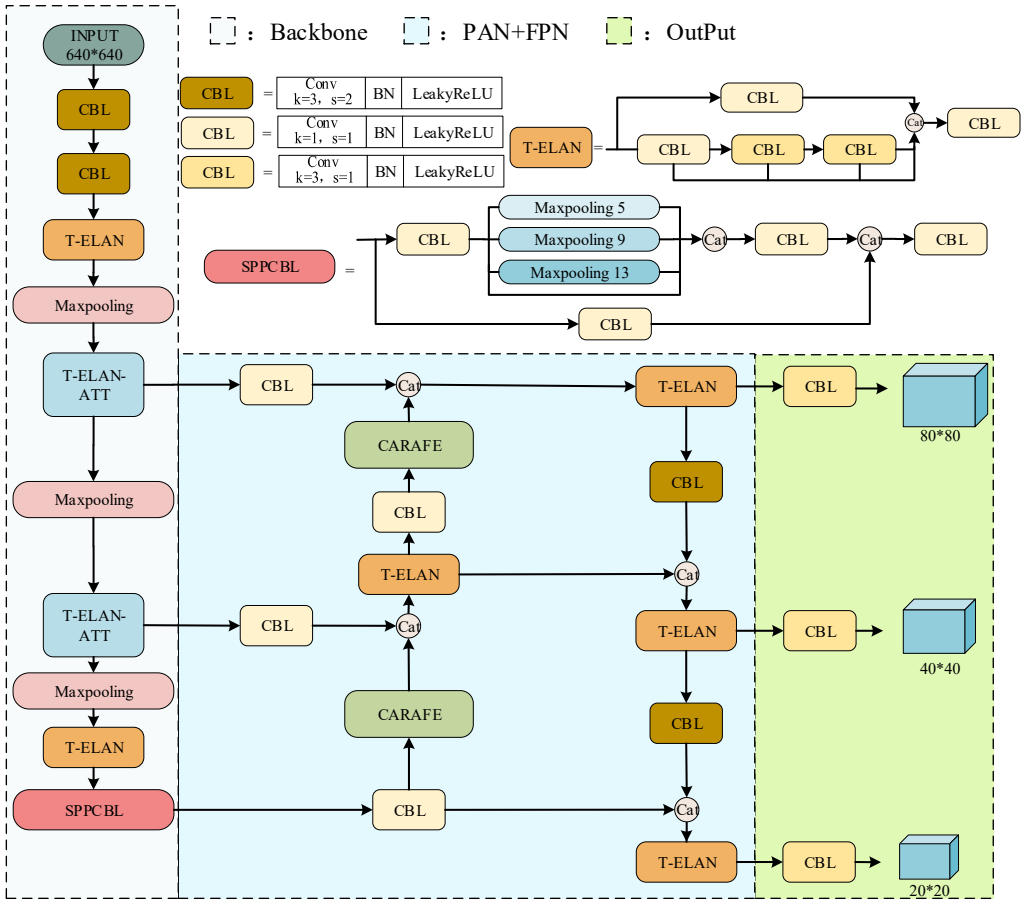 INPUT
640*640
CBL
CBL
T-ELAN
Maxpooling
T-ELAN-
ATT
Maxpooling
T-ELAN-
ATT
Maxpooling
T-ELAN
SPPCBL
: Backbone
: PAN+FPN
: OutPut
CBL = Conv k=3, s=2 BN LeakyReLU
CBL = Conv k=1, s=1 BN LeakyReLU
CBL = Conv k=3, s=1 BN LeakyReLU
T-ELAN =
CBL
Cat
CBL
CBL
CBL
CBL
SPPCBL =
CBL
Maxpooling 5
Maxpooling 9
Maxpooling 13
Cat
CBL
Cat
CBL
CBL
CBL
Cat
T-ELAN
CARAFE
CBL
CBL
T-ELAN
Cat
CBL
Cat
T-ELAN
CARAFE
CBL
CBL
Cat
T-ELAN
CBL
80*80
CBL
40*40
CBL
20*20